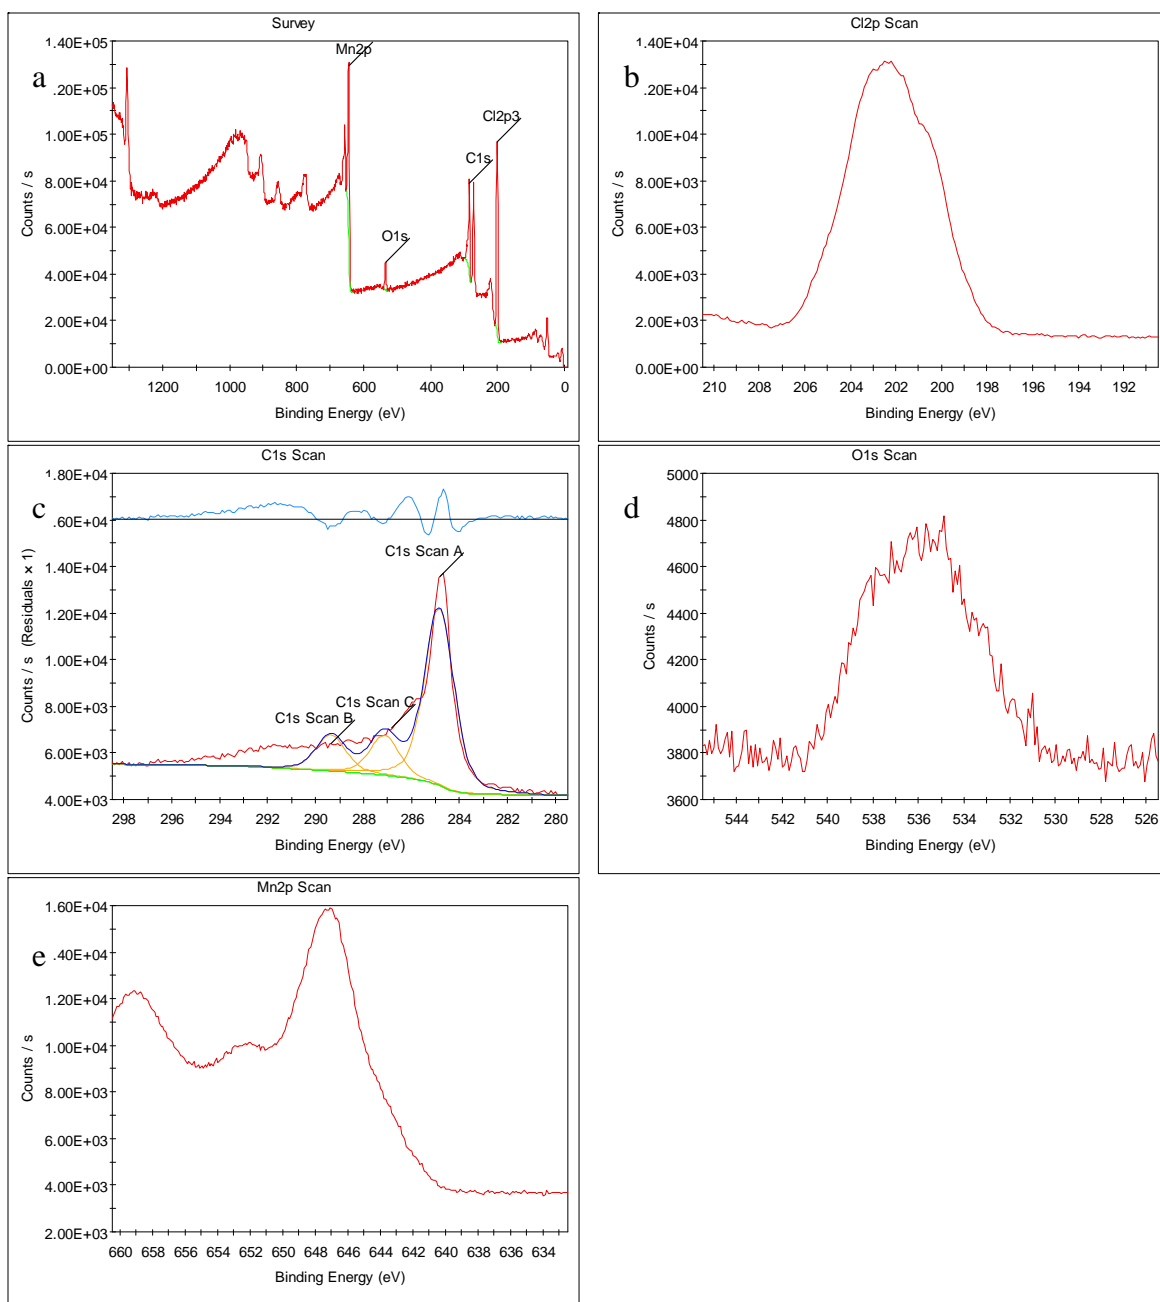 Survey
a
1.40E+05
.20E+05
1.00E+05
8.00E+04
6.00E+04
4.00E+04
2.00E+04
0.00E+00
Counts / s
Mn2p
Cl2p3
C1s
O1s
1200 1000 800 600 400 200 0
Binding Energy (eV)
Cl2p Scan
b
1.40E+04
.20E+04
1.00E+04
8.00E+03
6.00E+03
4.00E+03
2.00E+03
0.00E+00
Counts / s
210 208 206 204 202 200 198 196 194 192
Binding Energy (eV)
C1s Scan
c
1.80E+04
.60E+04
1.40E+04
1.20E+04
1.00E+04
8.00E+03
6.00E+03
4.00E+03
Counts / s (Residuals × 1)
C1s Scan A
C1s Scan C
C1s Scan B
298 296 294 292 290 288 286 284 282 280
Binding Energy (eV)
O1s Scan
d
5000
4800
4600
4400
4200
4000
3800
3600
Counts / s
544 542 540 538 536 534 532 530 528 526
Binding Energy (eV)
Mn2p Scan
e
1.60E+04
.40E+04
1.20E+04
1.00E+04
8.00E+03
6.00E+03
4.00E+03
2.00E+03
Counts / s
660 658 656 654 652 650 648 646 644 642 640 638 636 634
Binding Energy (eV)